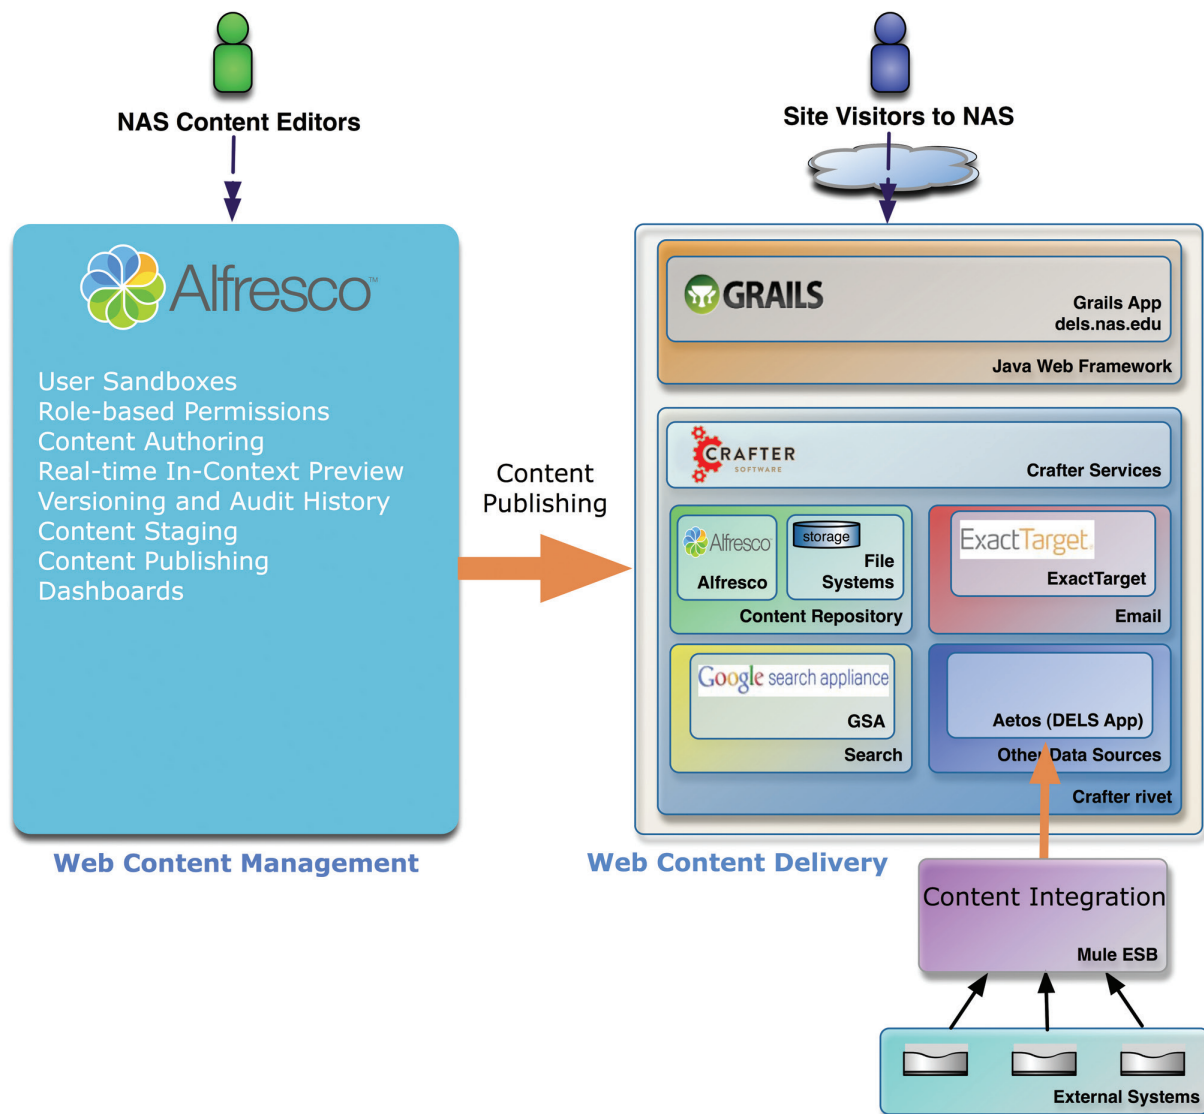 NAS Content Editors
Site Visitors to NAS
Alfresco™
User Sandboxes
Role-based Permissions
Content Authoring
Real-time In-Context Preview
Versioning and Audit History
Content Staging
Content Publishing
Dashboards
Web Content Management
Content
Publishing
GRAILS
Grails App
dels.nas.edu
Java Web Framework
CRAFTER
SOFTWARE
Crafter Services
Alfresco
Alfresco
storage
File
Systems
Content Repository
ExactTarget.
ExactTarget
Email
Google search appliance
GSA
Search
Aetos (DELS App)
Other Data Sources
Crafter rivet
Web Content Delivery
Content Integration
Mule ESB
External Systems